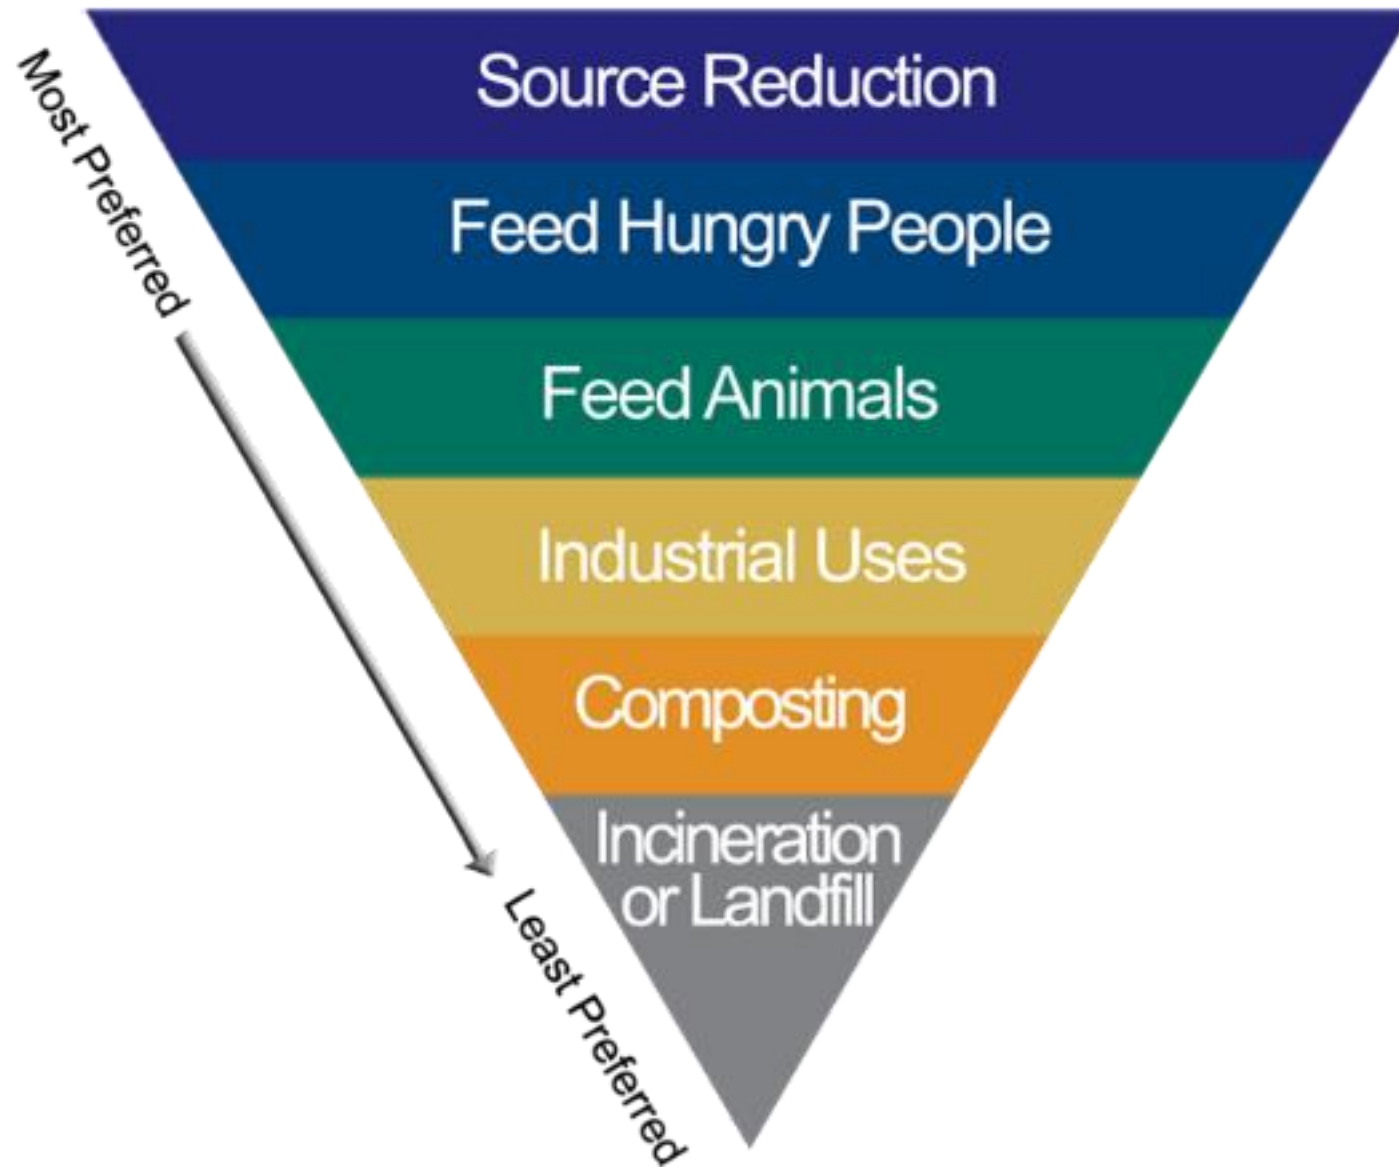 Most Preferred
Source Reduction
Feed Hungry People
Feed Animals
Industrial Uses
Composting
Incineration
or Landfill
Least Preferred